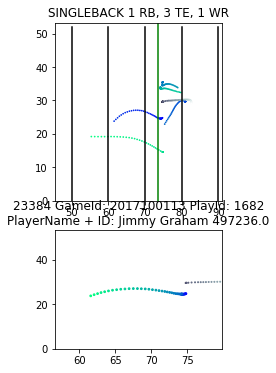 SINGLEBACK 1 RB, 3 TE, 1 WR
50
40
30
20
10
0
50 60 70 80 90
23384 GameId: 2017100113 PlayId: 1682
PlayerName + ID: Jimmy Graham 497236.0
40
20
0
60 65 70 75